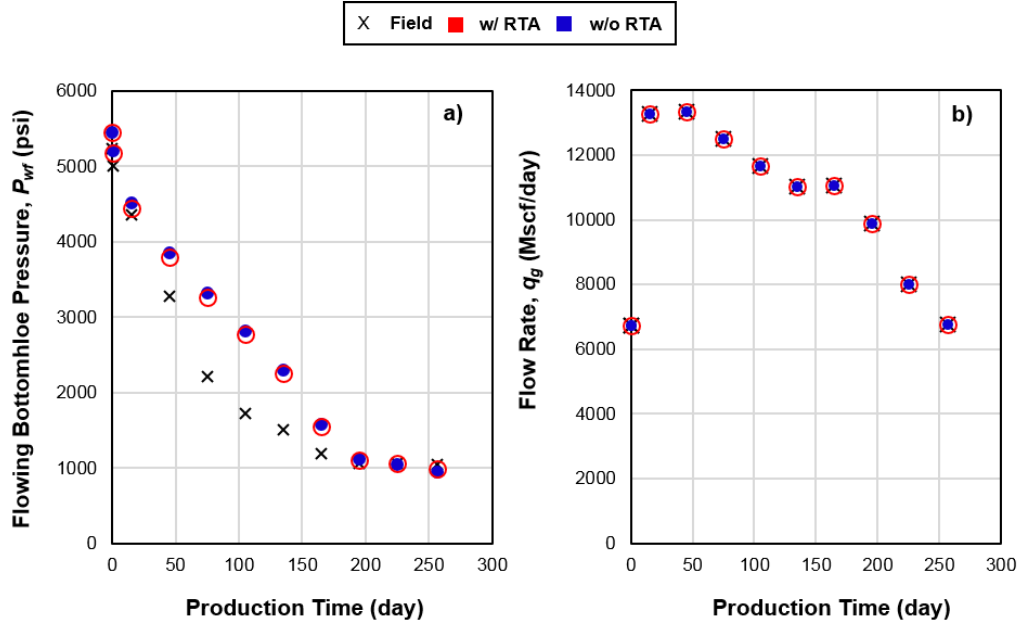 X Field w/ RTA w/o RTA
a)
6000
5000
4000
3000
2000
1000
0
0 50 100 150 200 250 300
Flowing Bottomhloe Pressure, Pwf (psi)
Production Time (day)
b)
14000
12000
10000
8000
6000
4000
2000
0
0 50 100 150 200 250 300
Flow Rate, qg (Mscf/day)
Production Time (day)